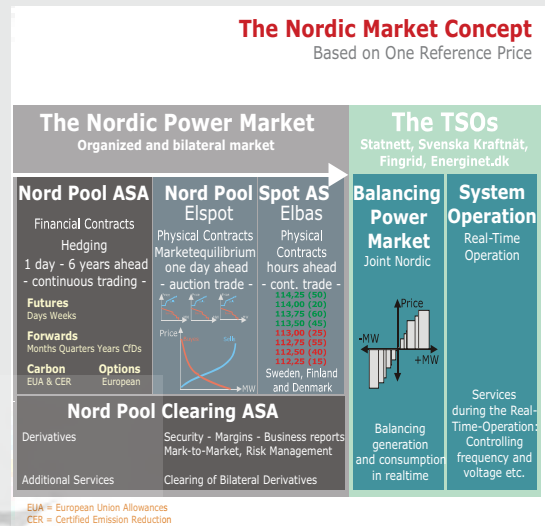 The Nordic Market Concept
Based on One Reference Price
The Nordic Power Market
Organized and bilateral market
The TSOs
Statnett, Svenska Kraftnät,
Fingrid, Energinet.dk
Nord Pool ASA
Financial Contracts
Hedging
1 day - 6 years ahead
- continuous trading -
Futures
Days Weeks
Forwards
Months Quarters Years CfDs
Carbon Options
EUA & CER European
Nord Pool Spot AS
Elspot
Physical Contracts
Marketequilibrium
one day ahead
- auction trade -
Price
MW
Elbas
Physical
Contracts
hours ahead
- cont. trade -
114,25 (50)
114,00 (20)
113,75 (60)
113,50 (45)
113,00 (25)
112,75 (55)
112,50 (40)
112,25 (15)
Sweden, Finland
and Denmark
Balancing
Power
Market
Joint Nordic
Price
-MW
+MW
Balancing
generation
and consumption
in realtime
System
Operation
Real-Time
Operation
Services
during the Real-
Time-Operation:
Controlling
frequency and
voltage etc.
Nord Pool Clearing ASA
Derivatives
Security - Margins - Business reports
Mark-to-Market, Risk Management
Additional Services
Clearing of Bilateral Derivatives
EUA = European Union Allowances
CER = Certified Emission Reduction